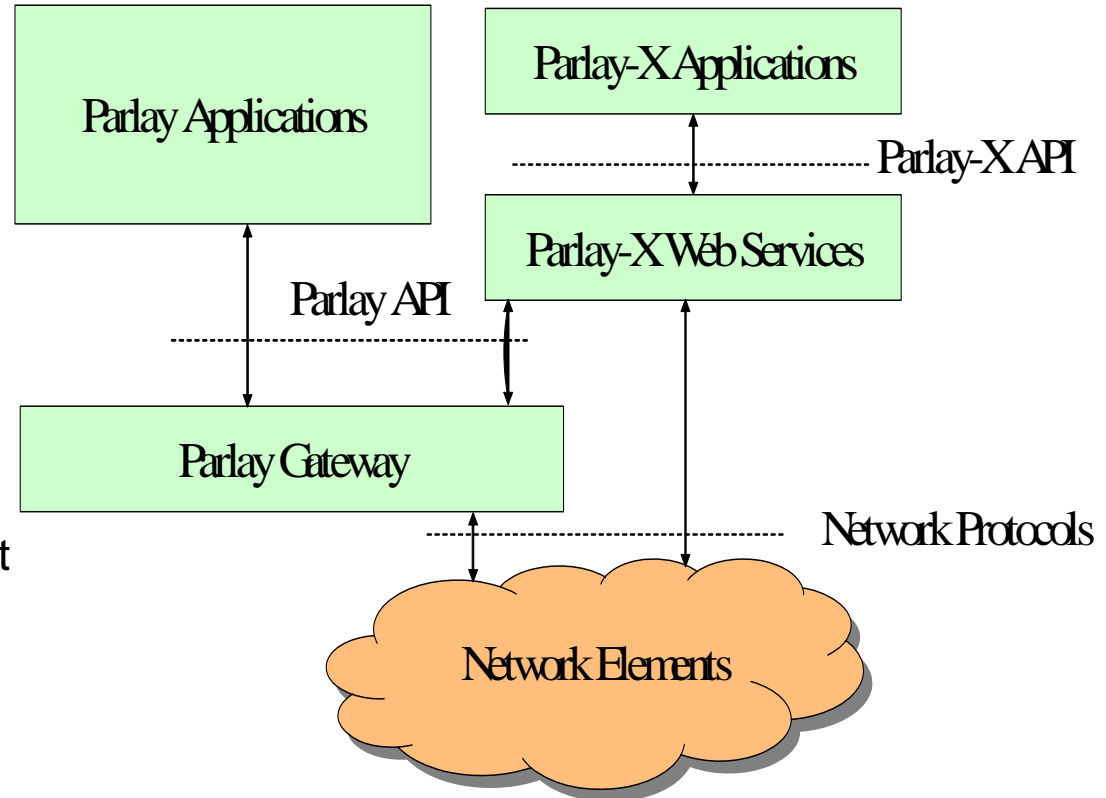 Parlay Applications
Parlay-X Applications
Parlay-X API
Parlay-X Web Services
Parlay API
Parlay Gateway
Network Protocols
t
Network Elements